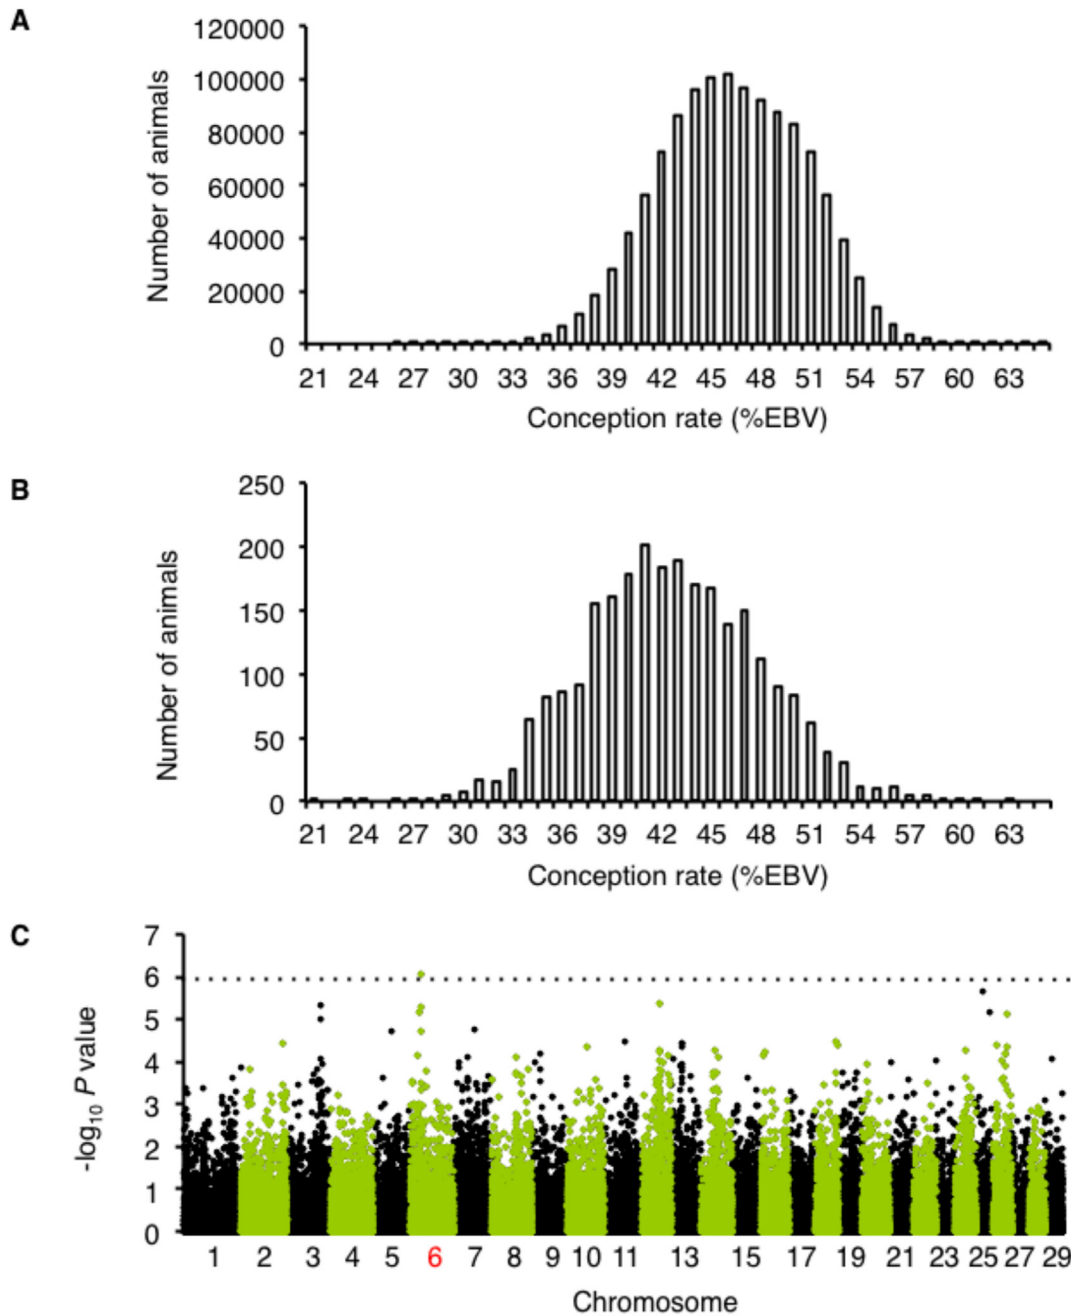 A
120000
100000
80000
60000
40000
20000
0
Number of animals
21 24 27 30 33 36 39 42 45 48 51 54 57 60 63
Conception rate (%EBV)
B
250
200
150
100
50
0
Number of animals
21 24 27 30 33 36 39 42 45 48 51 54 57 60 63
Conception rate (%EBV)
C
7
6
5
4
3
2
1
0
-log10 P value
1 2 3 4 5 6 7 8 9 10 11 13 15 17 19 21 23 25 27 29
Chromosome